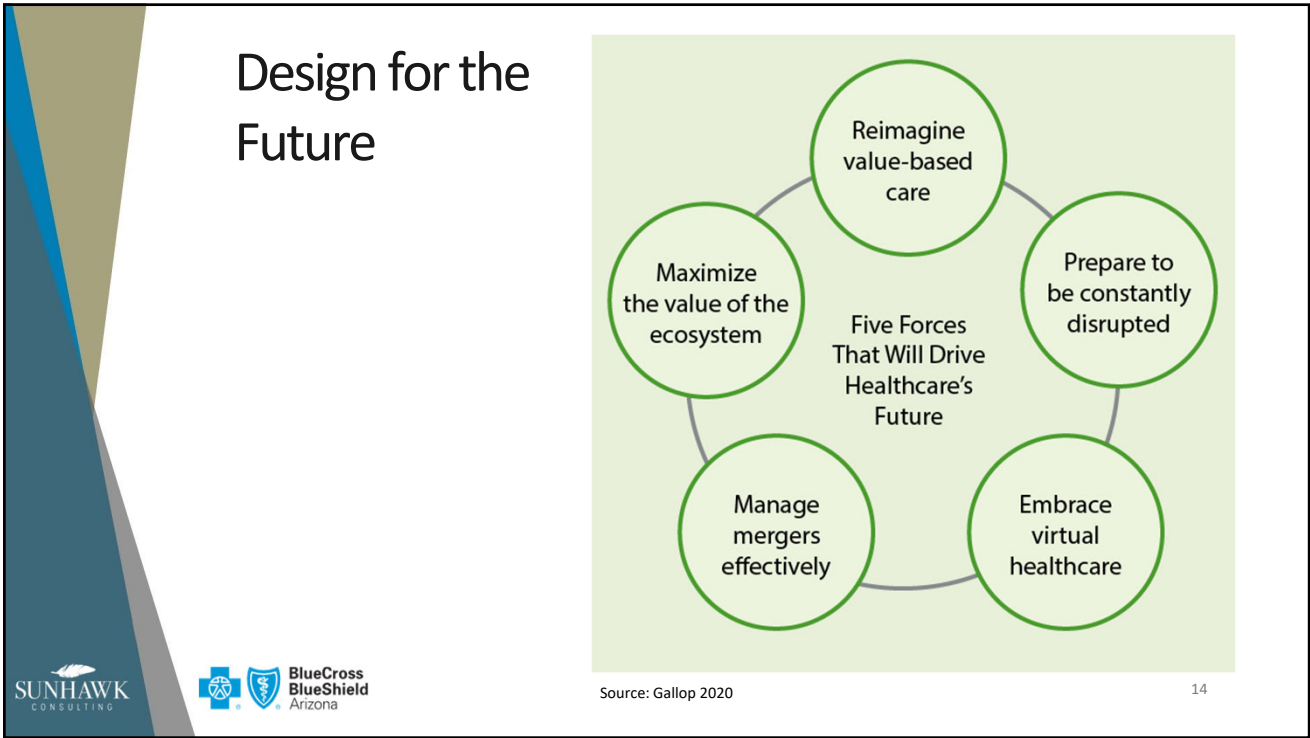 Design for the
Future
Reimagine
value-based
care
Prepare to
be constantly
disrupted
Embrace
virtual
healthcare
Manage
mergers
effectively
Maximize
the value of the
ecosystem
Five Forces
That Will Drive
Healthcare's
Future
SUNHAWK
CONSULTING
BlueCross
BlueShield
Arizona
Source: Gallop 2020
14